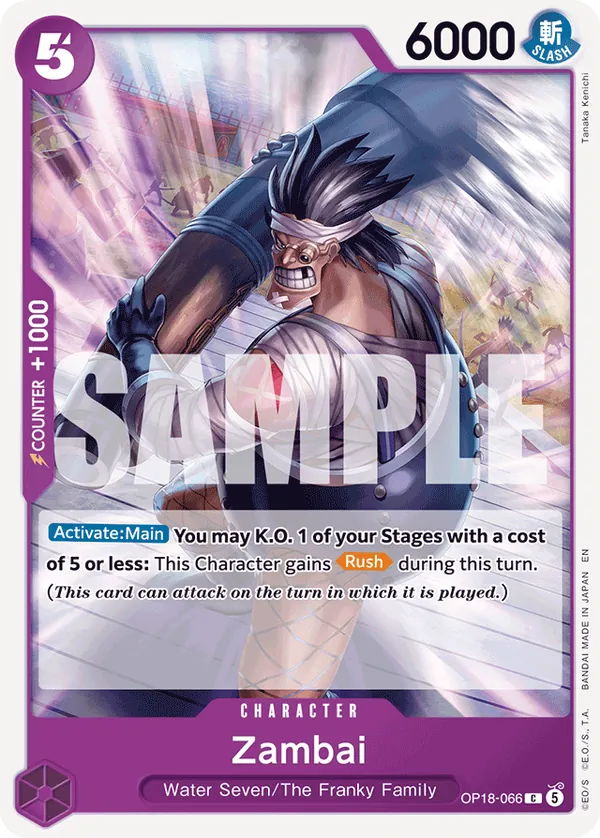 5
6000
斬
SLASH
Tanaka Kenichi
COUNTER +1000
SAMPLE
Activate:Main You may K.O. 1 of your Stages with a cost
of 5 or less: This Character gains Rush during this turn.
(This card can attack on the turn in which it is played.)
CHARACTER
Zambai
Water Seven/The Franky Family
OP18-066 C 5
©E/O/S ©E.O./S., T.A. BANDAI MADE IN JAPAN EN